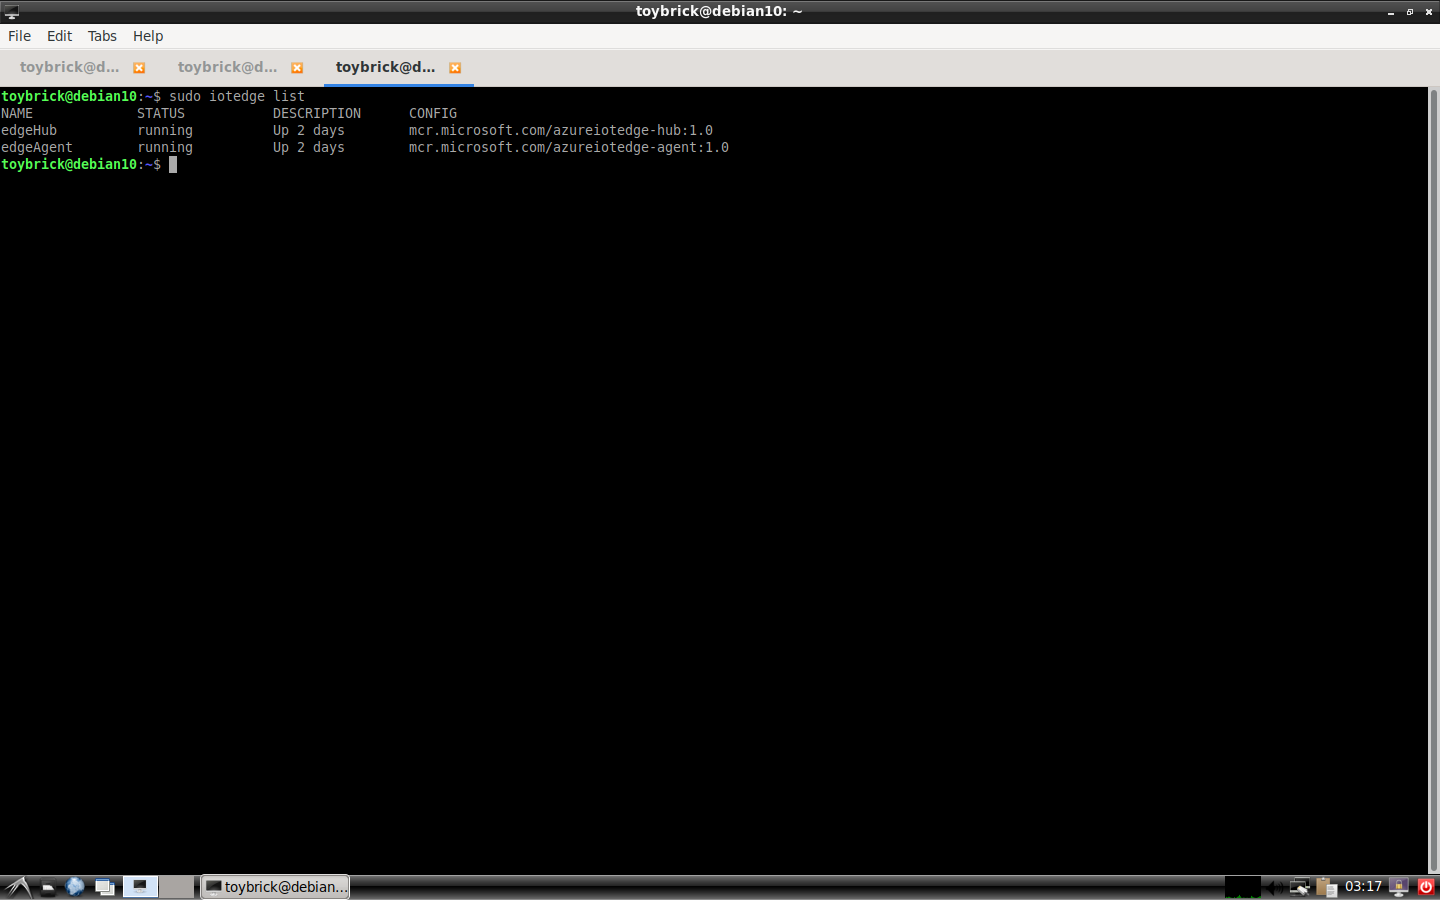 toybrick@debian10: ~
File Edit Tabs Help
toybrick@d... toybrick@d... toybrick@d...
toybrick@debian10:~$ sudo iotedge list
NAME STATUS DESCRIPTION CONFIG
edgeHub running Up 2 days mcr.microsoft.com/azureiotedge-hub:1.0
edgeAgent running Up 2 days mcr.microsoft.com/azureiotedge-agent:1.0
toybrick@debian10:~$
toybrick@debian... 03:17